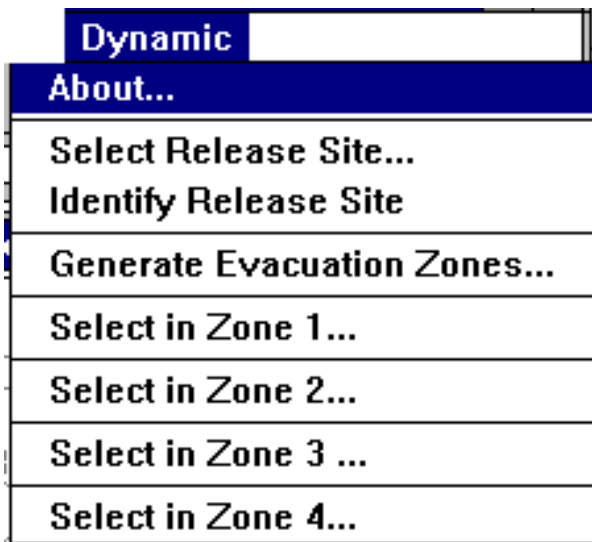 Dynamic
About...
Select Release Site...
Identify Release Site
Generate Evacuation Zones...
Select in Zone 1...
Select in Zone 2...
Select in Zone 3 ...
Select in Zone 4...